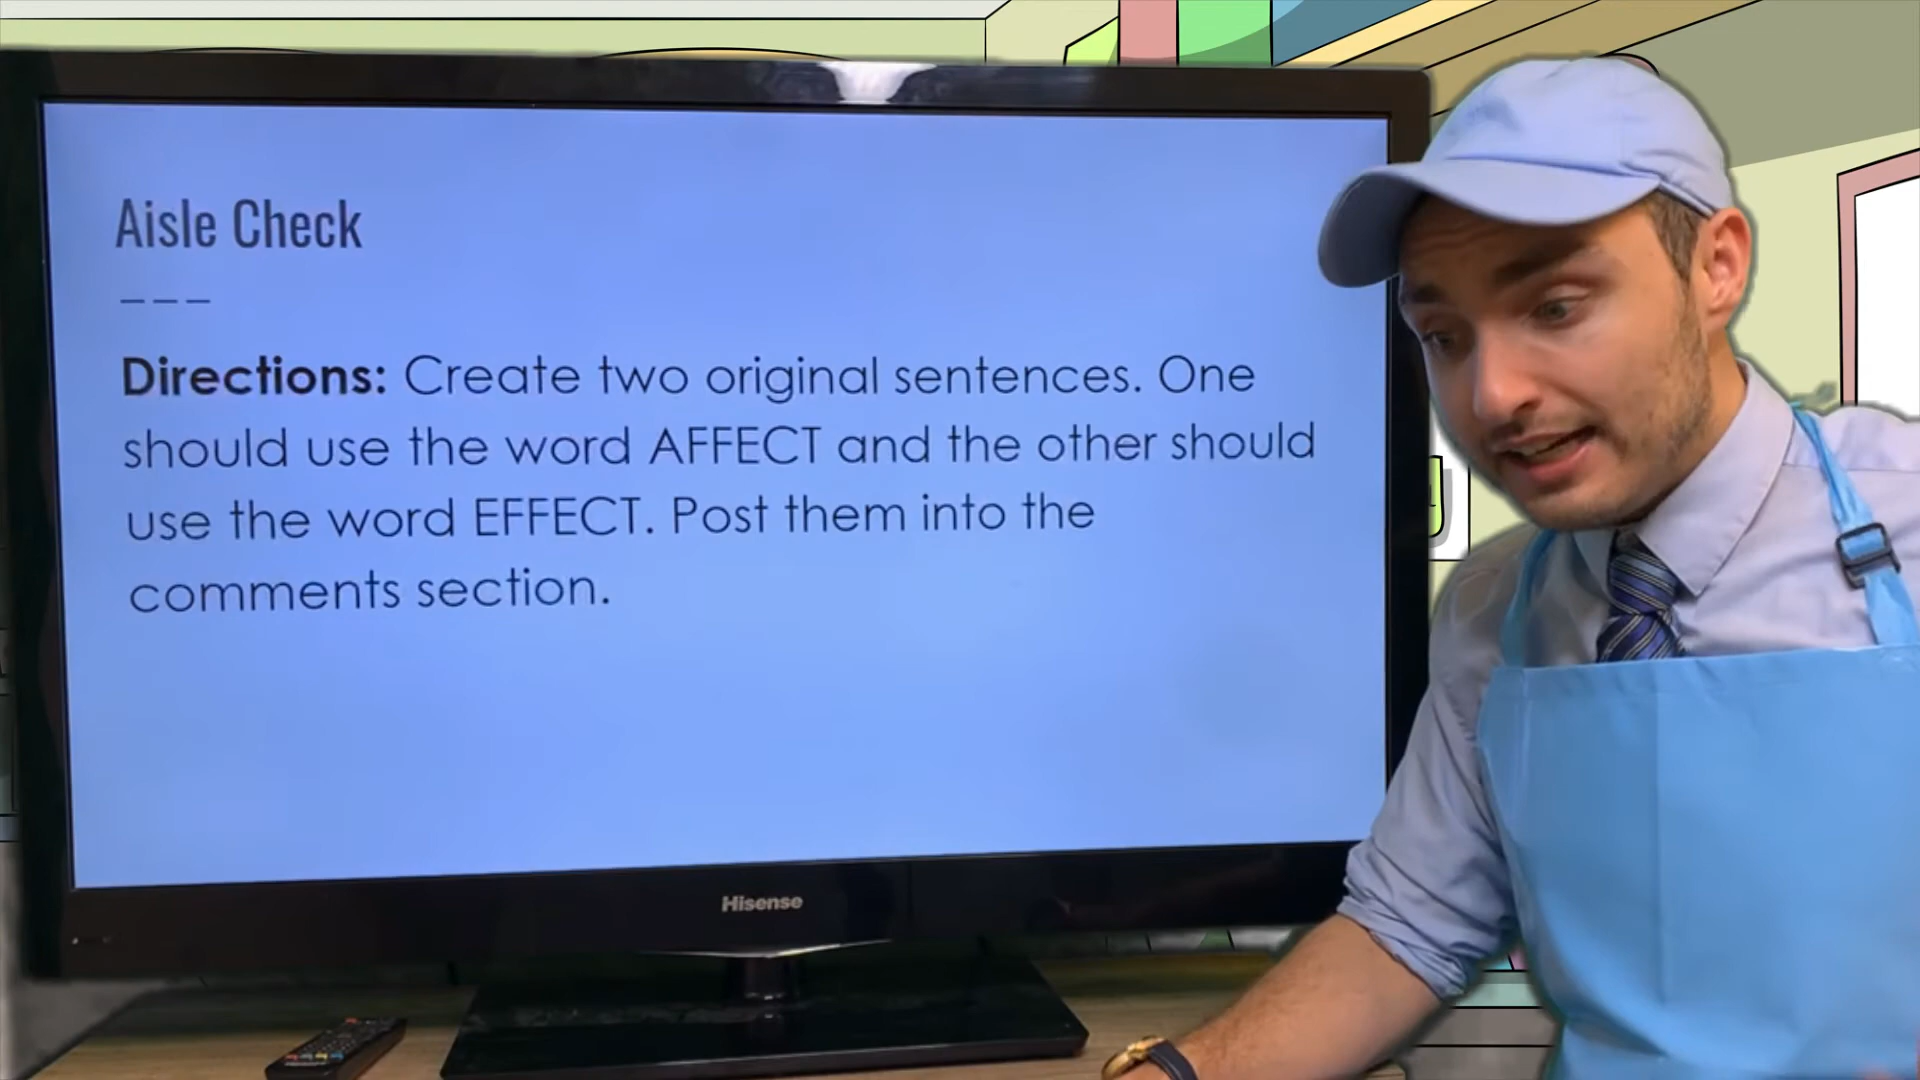 Aisle Check
Directions: Create two original sentences. One
should use the word AFFECT and the other should
use the word EFFECT. Post them into the
comments section.
Hisense